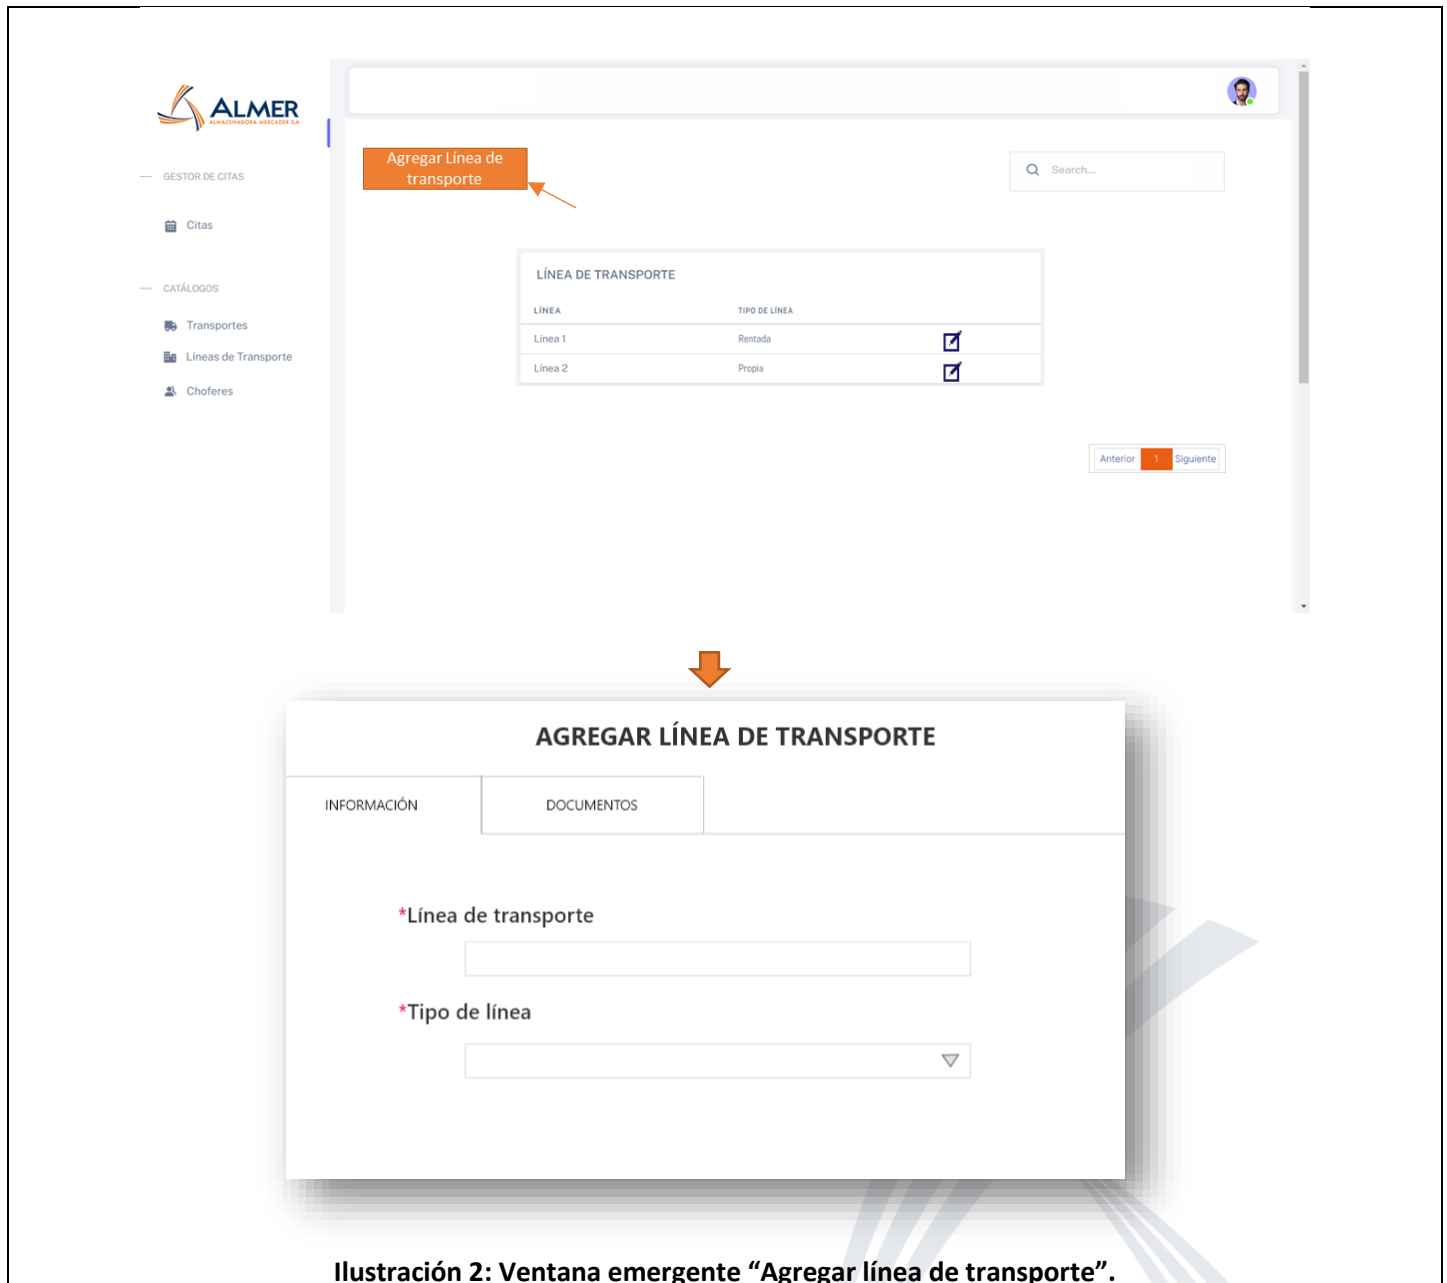 ALMER
ALMACENADORA MERCADER S.A
GESTOR DE CITAS
Citas
CATÁLOGOS
Transportes
Líneas de Transporte
Choferes
Agregar Línea de
transporte
Search...
LÍNEA DE TRANSPORTE
LÍNEA TIPO DE LÍNEA
Línea 1 Rentada
Línea 2 Propia
Anterior 1 Siguiente
AGREGAR LÍNEA DE TRANSPORTE
INFORMACIÓN DOCUMENTOS
*Línea de transporte
*Tipo de línea
Ilustración 2: Ventana emergente “Agregar línea de transporte”.